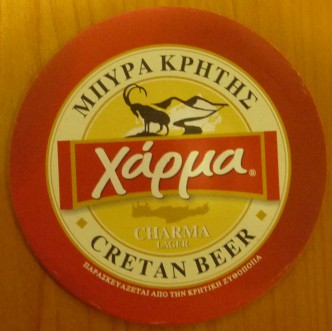 ΜΠΥΡΑ ΚΡΗΤΗΣ
Χάρμα®
CHARMA
LAGER
CRETAN BEER
ΠΑΡΑΣΚΕΥΑΖΕΤΑΙ ΑΠΟ ΤΗΝ ΚΡΗΤΙΚΗ ΖΥΘΟΠΟΙΙΑ